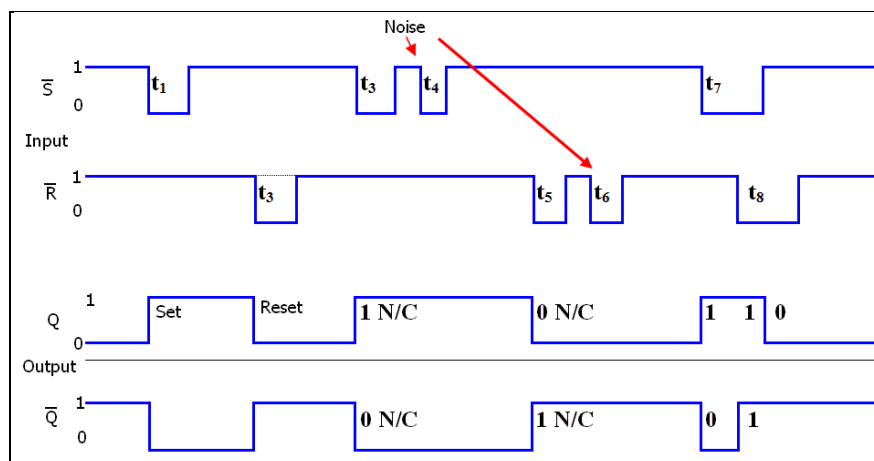 Noise
1
S̅
0
t₁
t₃
t₄
t₇
Input
1
R̅
0
t₃
t₅
t₆
t₈
1
Q
0
Set
Reset
1 N/C
0 N/C
1 1 0
Output
1
Q̅
0
0 N/C
1 N/C
0 1